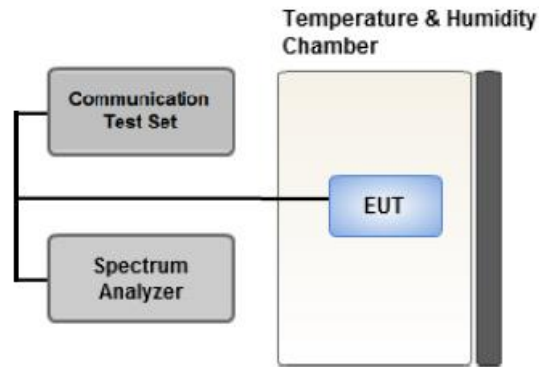 Temperature & Humidity
Chamber
Communication
Test Set
EUT
Spectrum
Analyzer